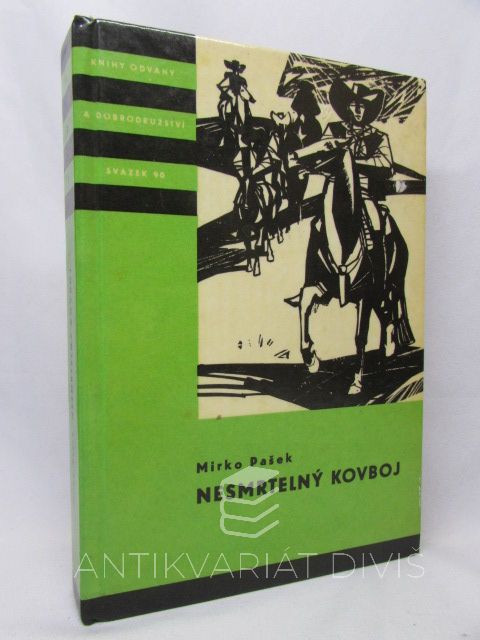 KNIHY ODVAHY
A DOBRODRUŽSTVÍ
SVAZEK 90
Mirko Pašek
NESMRTELNÝ KOVBOJ
ANTIKVARIÁT DIVIŠ